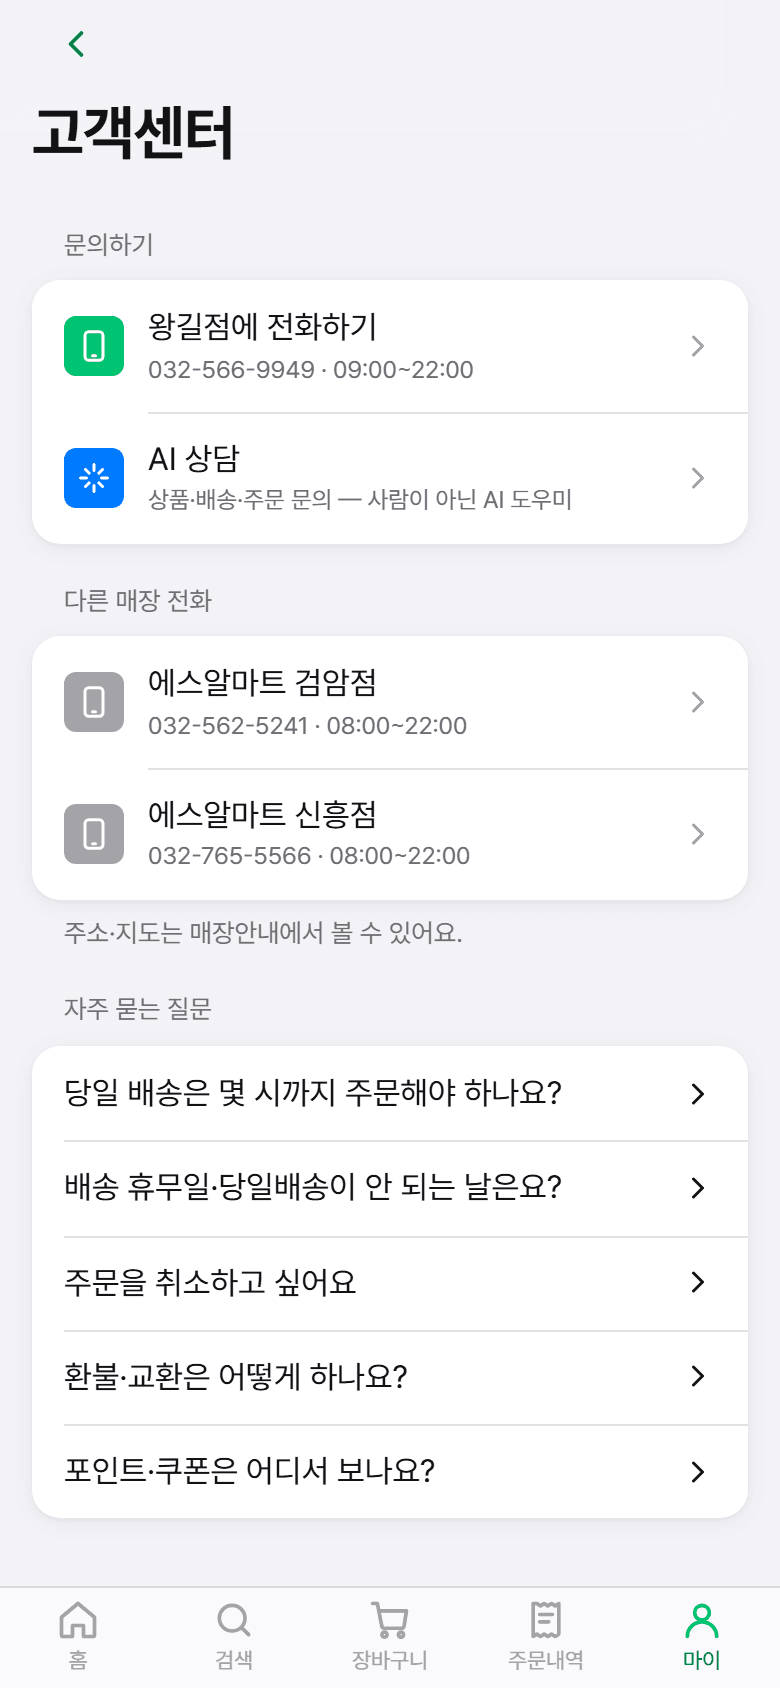 고객센터
문의하기
왕길점에 전화하기
032-566-9949 · 09:00~22:00
AI 상담
상품·배송·주문 문의 — 사람이 아닌 AI 도우미
다른 매장 전화
에스알마트 검암점
032-562-5241 · 08:00~22:00
에스알마트 신흥점
032-765-5566 · 08:00~22:00
주소·지도는 매장안내에서 볼 수 있어요.
자주 묻는 질문
당일 배송은 몇 시까지 주문해야 하나요?
배송 휴무일·당일배송이 안 되는 날은요?
주문을 취소하고 싶어요
환불·교환은 어떻게 하나요?
포인트·쿠폰은 어디서 보나요?
홈 검색 장바구니 주문내역 마이